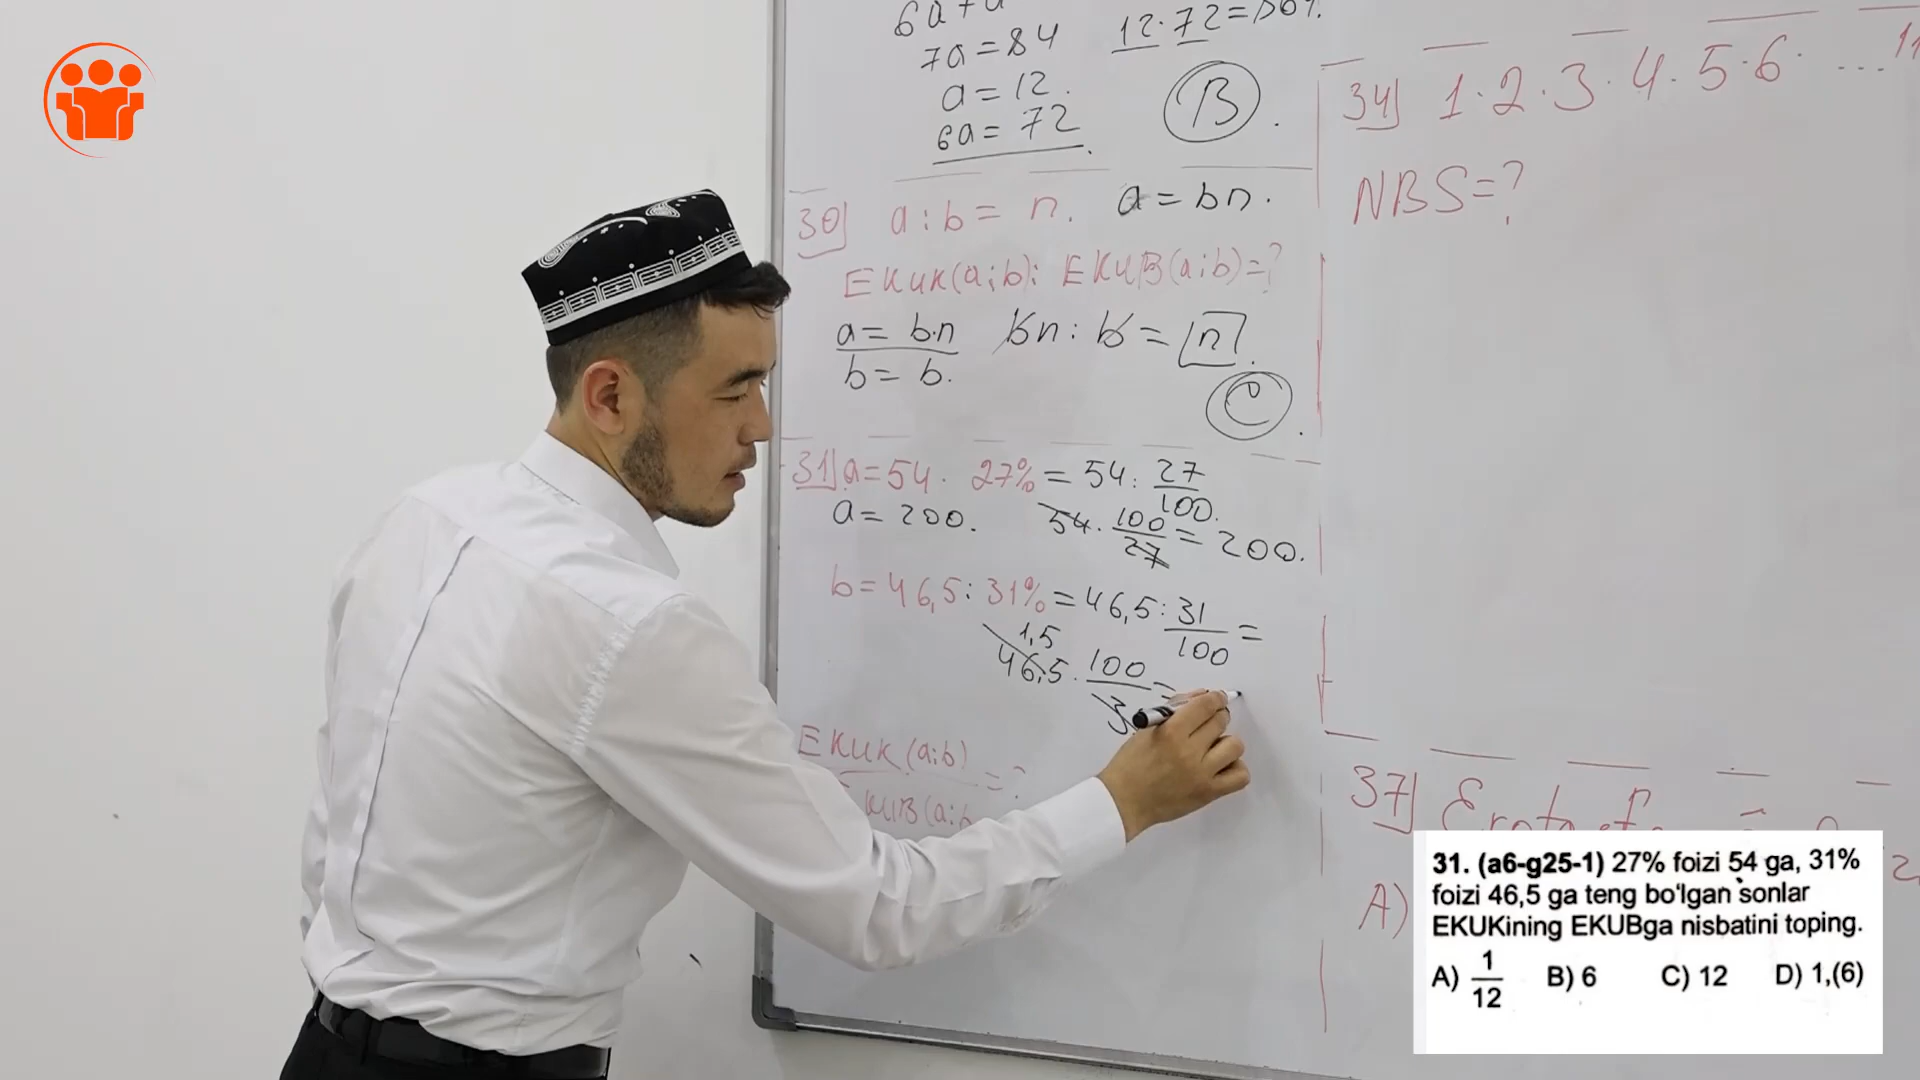 6a+a
7a=84
a=12.
6a=72
12·72=
B
30] a:b= n. a=bn.
EKUK(a;b): EKUB(a;b)=?
a= b·n
b= b.
bn: b = n.
C
31] a=54. 27% = 54: 27/100.
a= 200.
54. 100/27 = 200.
b= 46,5: 31% = 46,5: 31/100 =
1,5
46,5. 100/3 =
EKUK (a;b)
KUB(a;b = ?
34] 1·2·3·4·5·6· ...
NBS=?
37]
A)
31. (a6-g25-1) 27% foizi 54 ga, 31%
foizi 46,5 ga teng bo'lgan sonlar
EKUKining EKUBga nisbatini toping.
A) 1/12 B) 6 C) 12 D) 1,(6)